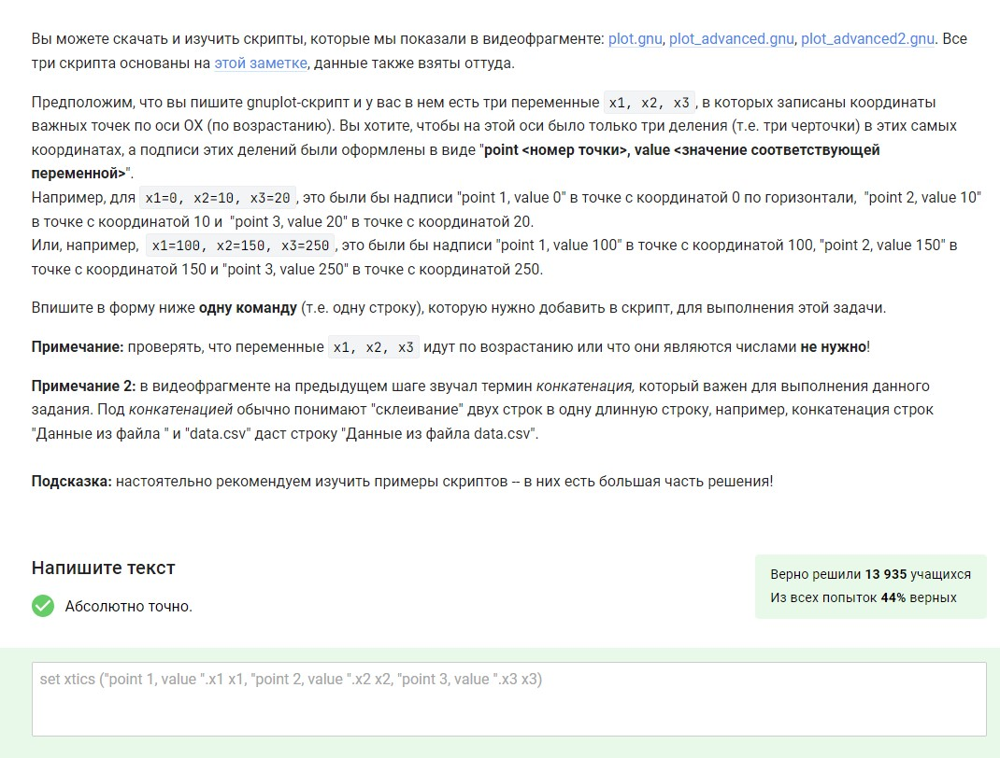 Вы можете скачать и изучить скрипты, которые мы показали в видеофрагменте: plot.gnu, plot_advanced.gnu, plot_advanced2.gnu. Все
три скрипта основаны на этой заметке, данные также взяты оттуда.
Предположим, что вы пишите gnuplot-скрипт и у вас в нем есть три переменные x1, x2, x3, в которых записаны координаты
важных точек по оси OX (по возрастанию). Вы хотите, чтобы на этой оси было только три деления (т.е. три черточки) в этих самых
координатах, а подписи этих делений были оформлены в виде "point <номер точки>, value <значение соответствующей
переменной>".
Например, для x1=0, x2=10, x3=20, это были бы надписи "point 1, value 0" в точке с координатой 0 по горизонтали, "point 2, value 10"
в точке с координатой 10 и "point 3, value 20" в точке с координатой 20.
Или, например, x1=100, x2=150, x3=250, это были бы надписи "point 1, value 100" в точке с координатой 100, "point 2, value 150" в
точке с координатой 150 и "point 3, value 250" в точке с координатой 250.
Впишите в форму ниже одну команду (т.е. одну строку), которую нужно добавить в скрипт, для выполнения этой задачи.
Примечание: проверять, что переменные x1, x2, x3 идут по возрастанию или что они являются числами не нужно!
Примечание 2: в видеофрагменте на предыдущем шаге звучал термин конкатенация, который важен для выполнения данного
задания. Под конкатенацией обычно понимают "склеивание" двух строк в одну длинную строку, например, конкатенация строк
"Данные из файла " и "data.csv" даст строку "Данные из файла data.csv".
Подсказка: настоятельно рекомендуем изучить примеры скриптов -- в них есть большая часть решения!
Напишите текст
Абсолютно точно.
Верно решили 13 935 учащихся
Из всех попыток 44% верных
set xtics ("point 1, value ".x1 x1, "point 2, value ".x2 x2, "point 3, value ".x3 x3)